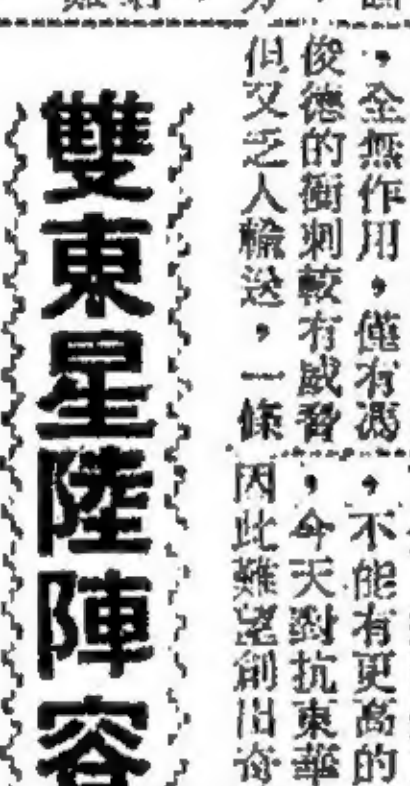 ，全無作用，僅有馮
俊德的衝刺較有威脅
但又乏人輸送，一條
，不能有更高的
，今天對抗東華
因此難望創出奇
雙東星陸陣容